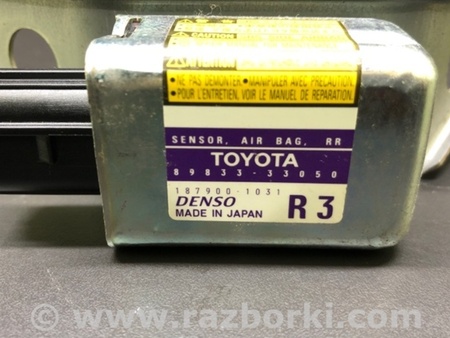 CAUTION
• NE PAS DEMONTER • MANIPULER AVEC PRECAUTION
• POUR L'ENTRETIEN, VOIR LE MANUEL DE REPARATION
SENSOR, AIR BAG, RR
TOYOTA
89833-33050
187900-1031
DENSO
MADE IN JAPAN
R 3
www.razborki.com